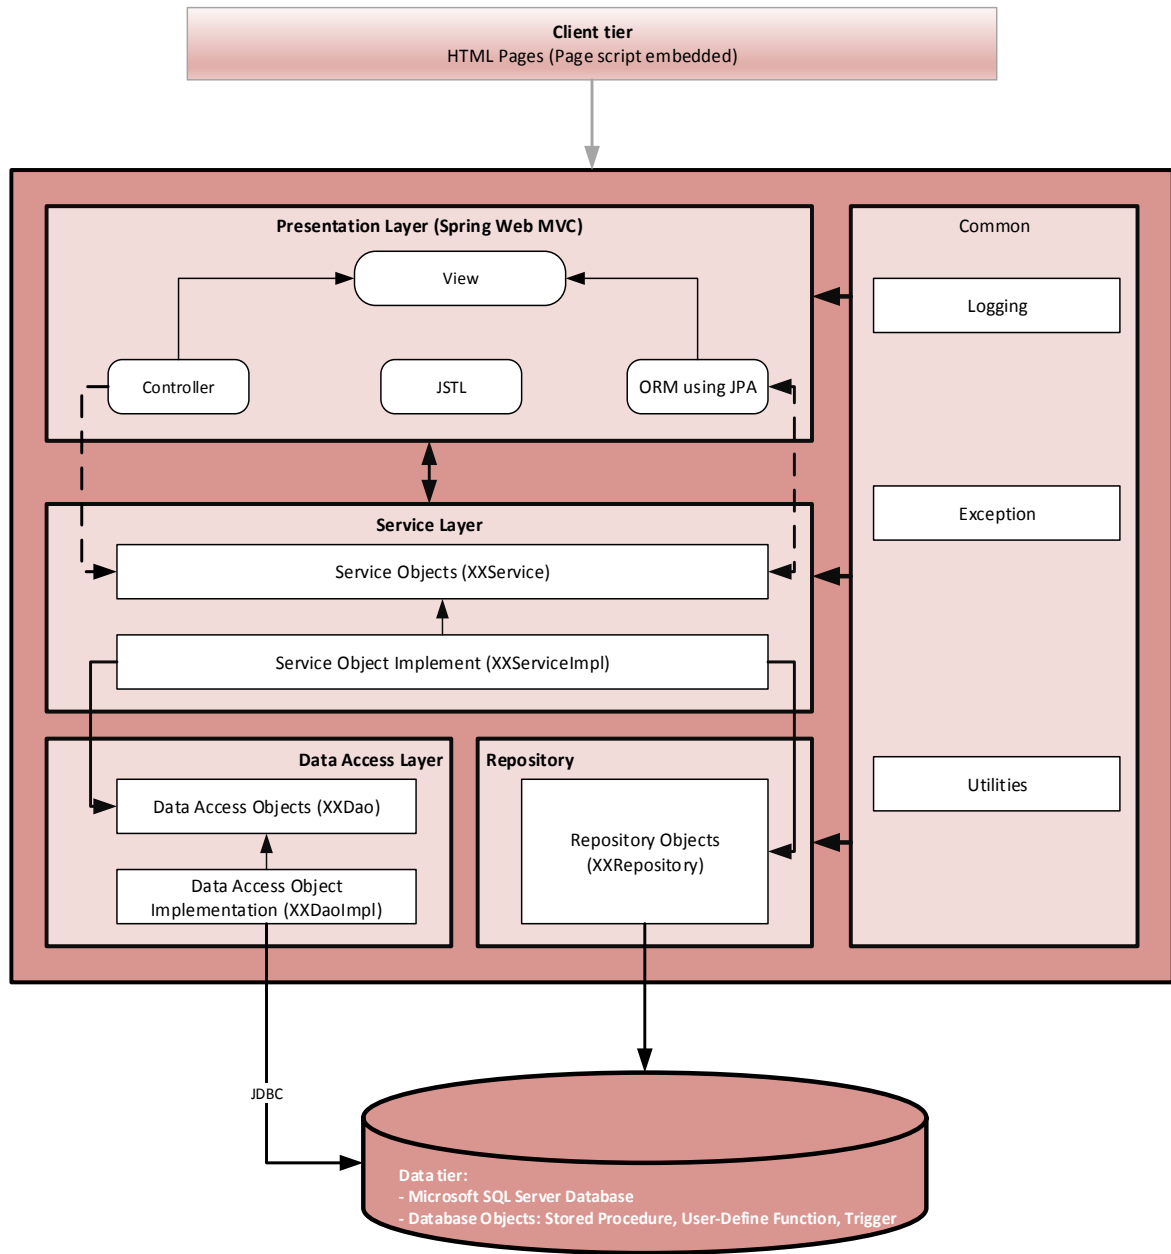 Client tier
HTML Pages (Page script embedded)
Presentation Layer (Spring Web MVC)
Common
View
Logging
Controller
JSTL
ORM using JPA
Service Layer
Exception
Service Objects (XXService)
Service Object Implement (XXServiceImpl)
Data Access Layer
Repository
Utilities
Data Access Objects (XXDao)
Repository Objects
(XXRepository)
Data Access Object
Implementation (XXDaoImpl)
JDBC
Data tier:
- Microsoft SQL Server Database
- Database Objects: Stored Procedure, User-Define Function, Trigger